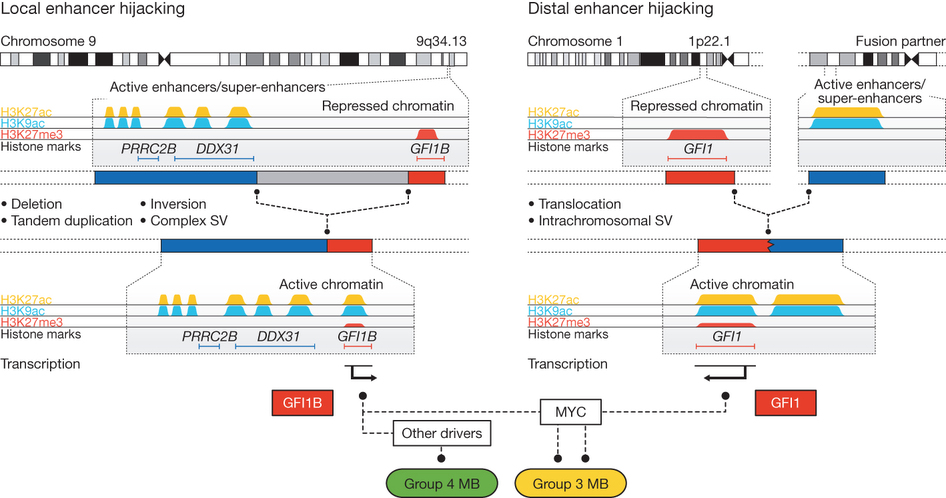 Local enhancer hijacking
Chromosome 9
9q34.13
Active enhancers/super-enhancers
Repressed chromatin
H3K27ac
H3K9ac
H3K27me3
Histone marks
PRRC2B
DDX31
GFI1B
• Deletion
• Inversion
• Tandem duplication
• Complex SV
Active chromatin
H3K27ac
H3K9ac
H3K27me3
Histone marks
PRRC2B
DDX31
GFI1B
Transcription
GFI1B
Distal enhancer hijacking
Chromosome 1
1p22.1
Fusion partner
Active enhancers/
super-enhancers
Repressed chromatin
H3K27ac
H3K9ac
H3K27me3
Histone marks
GFI1
• Translocation
• Intrachromosomal SV
Active chromatin
H3K27ac
H3K9ac
H3K27me3
Histone marks
GFI1
Transcription
GFI1
MYC
Other drivers
Group 4 MB
Group 3 MB